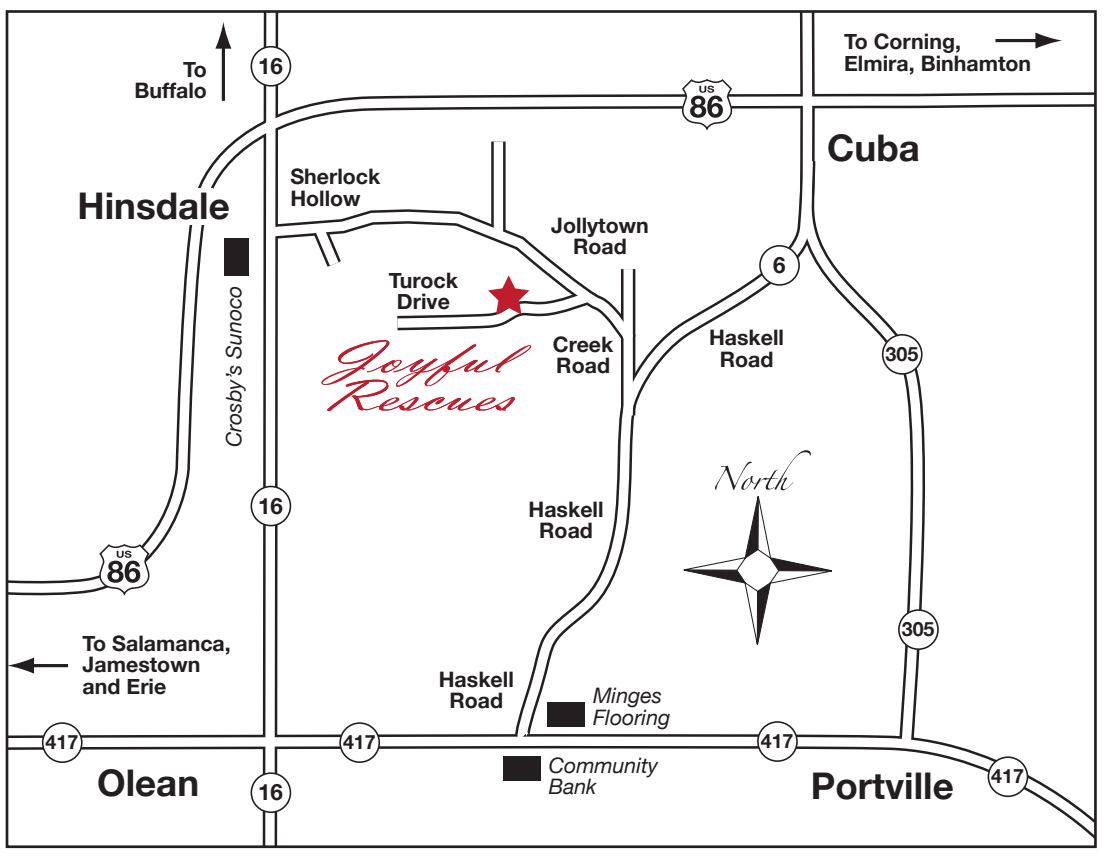 To
Buffalo
16
To Corning,
Elmira, Binhamton
US
86
Cuba
Hinsdale
Sherlock
Hollow
Jollytown
Road
6
Turock
Drive
Crosby's Sunoco
Joyful
Rescues
Creek
Road
Haskell
Road
305
North
16
Haskell
Road
US
86
305
To Salamanca,
Jamestown
and Erie
Haskell
Road
Minges
Flooring
417
417
417
Olean
16
Community
Bank
Portville
417